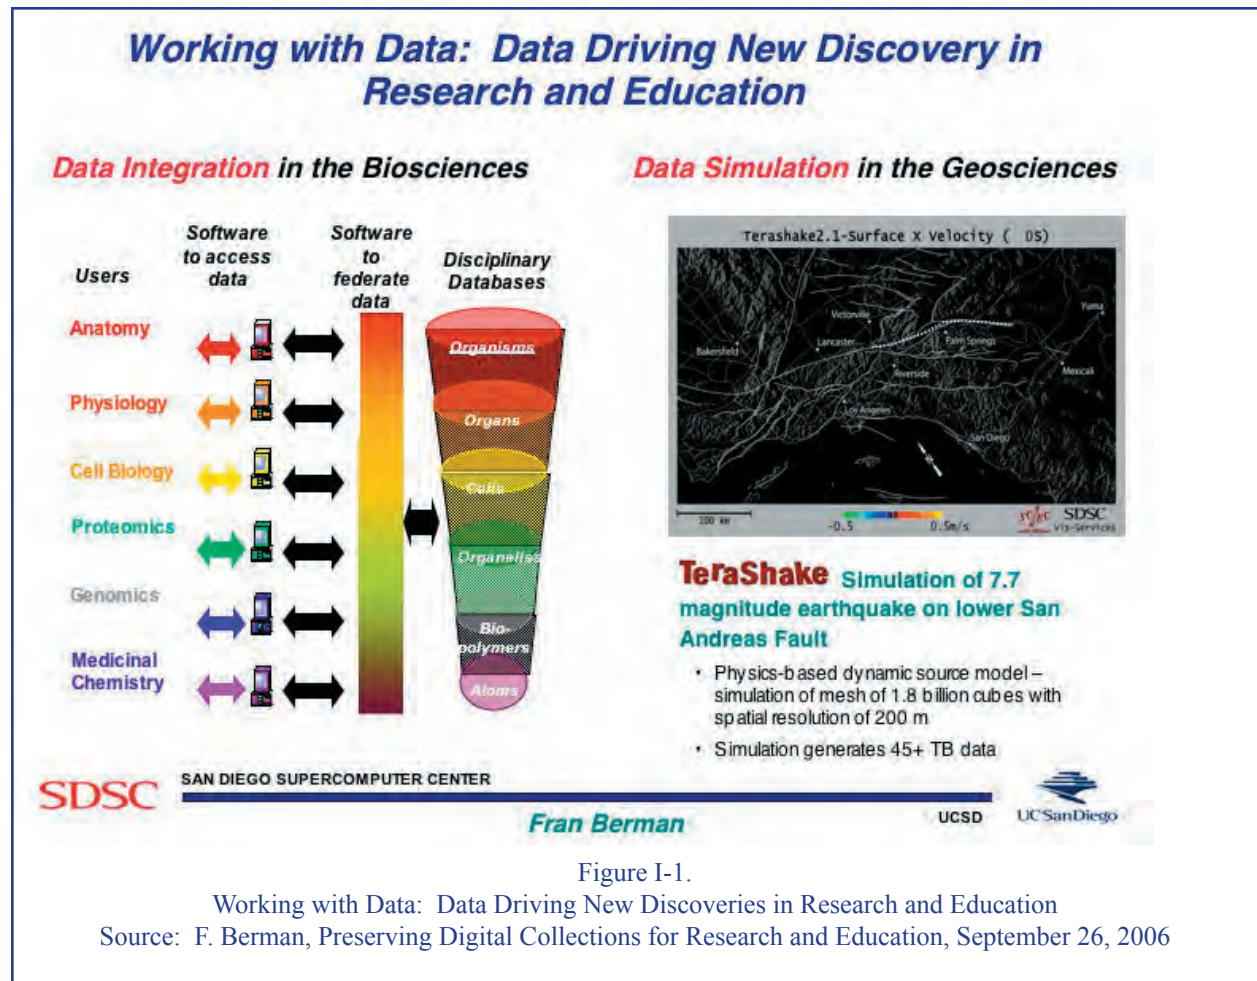 Working with Data: Data Driving New Discovery in
Research and Education
Data Integration in the Biosciences
Users
Software
to access
data
Software
to
federate
data
Disciplinary
Databases
Anatomy
Physiology
Cell Biology
Proteomics
Genomics
Medicinal
Chemistry
Organisms
Organs
Cells
Organelles
Bio-
polymers
Atoms
Data Simulation in the Geosciences
Terashake2.1-Surface X Velocity ( 0S)
Victorville
Yuma
Bakersfield
Lancaster
Palm Springs
Riverside
Mexicali
Los Angeles
San Diego
200 km
-0.5
0.5m/s
SC/EC
SDSC
Vis-Services
TeraShake Simulation of 7.7
magnitude earthquake on lower San
Andreas Fault
• Physics-based dynamic source model –
simulation of mesh of 1.8 billion cubes with
spatial resolution of 200 m
• Simulation generates 45+ TB data
SDSC
SAN DIEGO SUPERCOMPUTER CENTER
Fran Berman
UCSD
UCSanDiego
Figure I-1.
Working with Data: Data Driving New Discoveries in Research and Education
Source: F. Berman, Preserving Digital Collections for Research and Education, September 26, 2006